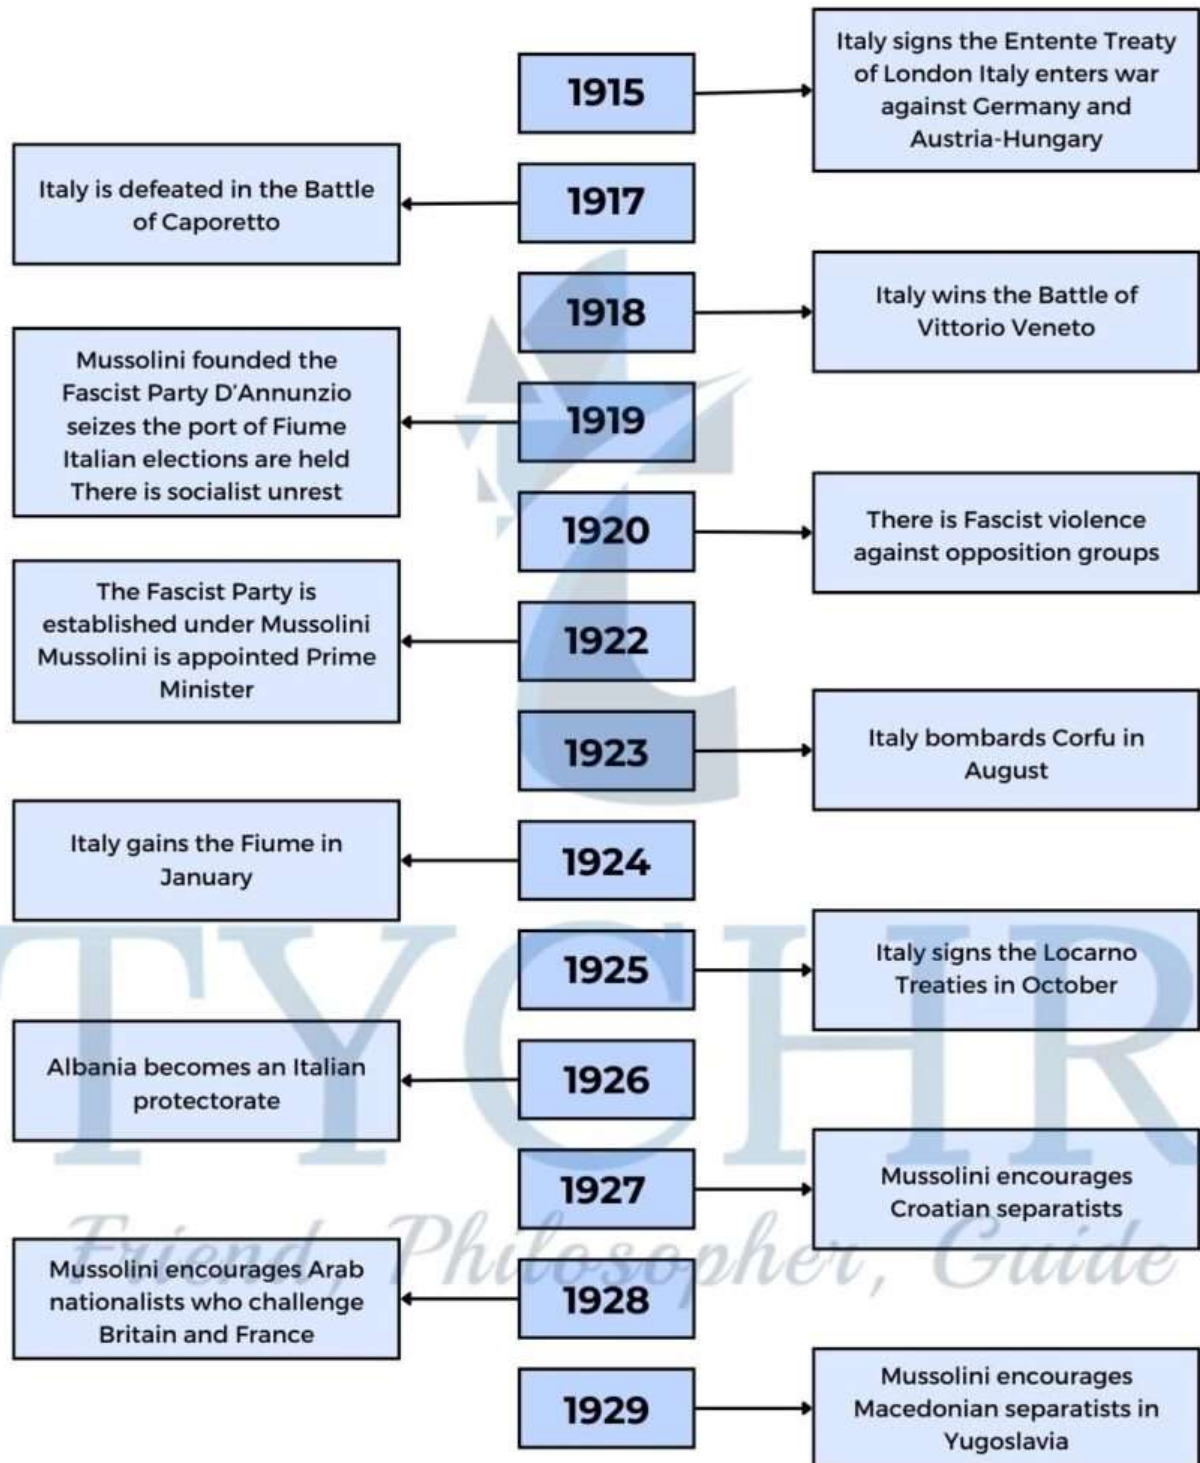 1915
Italy signs the Entente Treaty
of London Italy enters war
against Germany and
Austria-Hungary
1917
Italy is defeated in the Battle
of Caporetto
1918
Italy wins the Battle of
Vittorio Veneto
1919
Mussolini founded the
Fascist Party D'Annunzio
seizes the port of Fiume
Italian elections are held
There is socialist unrest
1920
There is Fascist violence
against opposition groups
1922
The Fascist Party is
established under Mussolini
Mussolini is appointed Prime
Minister
1923
Italy bombards Corfu in
August
1924
Italy gains the Fiume in
January
1925
Italy signs the Locarno
Treaties in October
1926
Albania becomes an Italian
protectorate
1927
Mussolini encourages
Croatian separatists
1928
Mussolini encourages Arab
nationalists who challenge
Britain and France
1929
Mussolini encourages
Macedonian separatists in
Yugoslavia
TYCHR
Friend, Philosopher, Guide